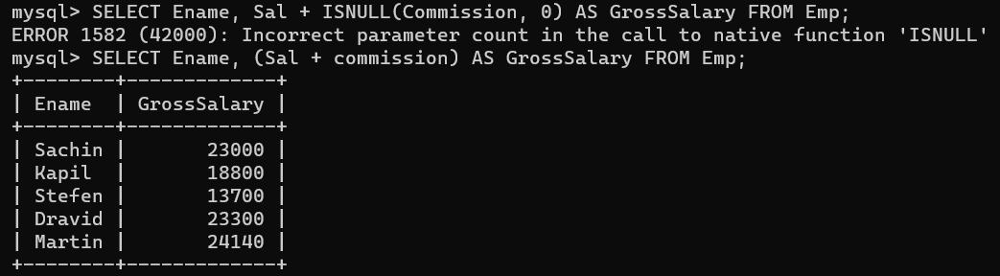 mysql> SELECT Ename, Sal + ISNULL(Commission, 0) AS GrossSalary FROM Emp;
ERROR 1582 (42000): Incorrect parameter count in the call to native function 'ISNULL'
mysql> SELECT Ename, (Sal + commission) AS GrossSalary FROM Emp;
+--------+-------------+
| Ename  | GrossSalary |
+--------+-------------+
| Sachin |       23000 |
| Kapil  |       18800 |
| Stefen |       13700 |
| Dravid |       23300 |
| Martin |       24140 |
+--------+-------------+